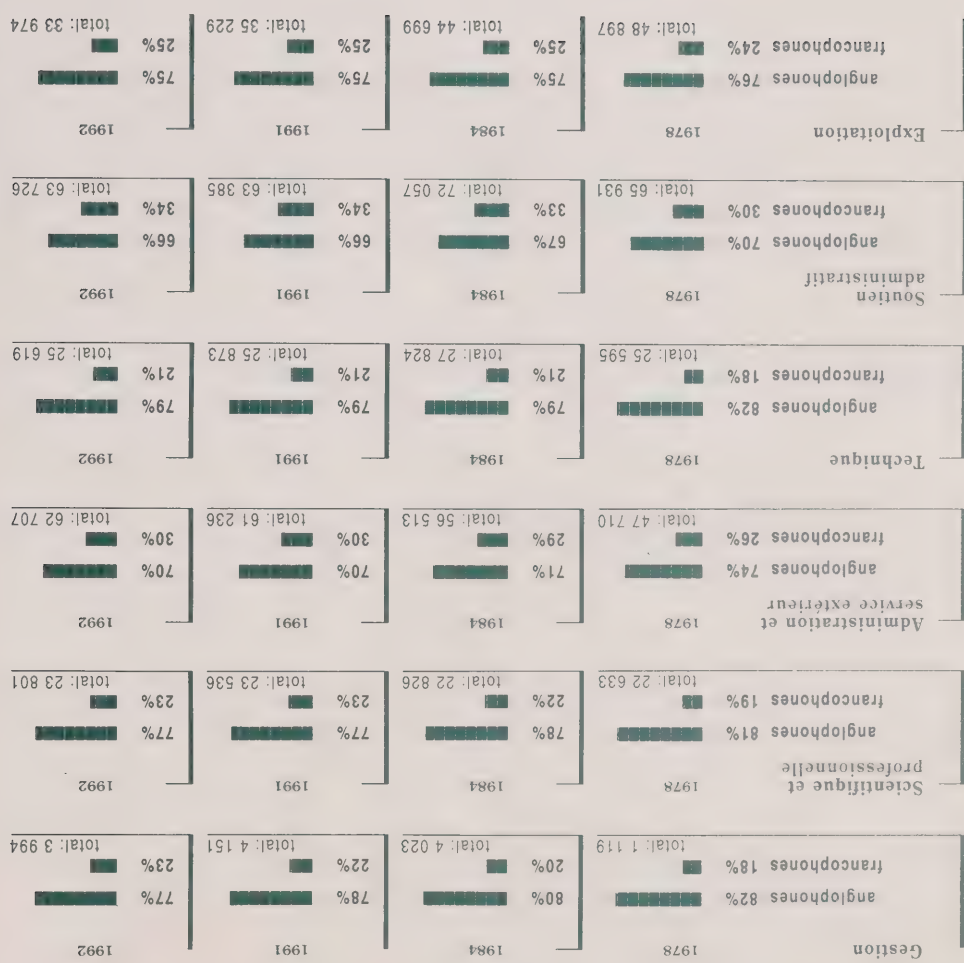 Gestion 1978 1984 1991 1992
anglophones 82% 80% 78% 77%
francophones 18% 20% 22% 23%
total: 1 119 total: 4 023 total: 4 151 total: 3 994
Scientifique et 1978 1984 1991 1992
professionnelle
anglophones 81% 78% 77% 77%
francophones 19% 22% 23% 23%
total: 22 633 total: 22 826 total: 23 536 total: 23 801
Administration et 1978 1984 1991 1992
service extérieur
anglophones 74% 71% 70% 70%
francophones 26% 29% 30% 30%
total: 47 710 total: 56 513 total: 61 236 total: 62 707
Technique 1978 1984 1991 1992
anglophones 82% 79% 79% 79%
francophones 18% 21% 21% 21%
total: 25 595 total: 27 824 total: 25 873 total: 25 619
Soutien 1978 1984 1991 1992
administratif
anglophones 70% 67% 66% 66%
francophones 30% 33% 34% 34%
total: 65 931 total: 72 057 total: 63 385 total: 63 726
Exploitation 1978 1984 1991 1992
anglophones 76% 75% 75% 75%
francophones 24% 25% 25% 25%
total: 48 897 total: 44 699 total: 35 229 total: 33 974